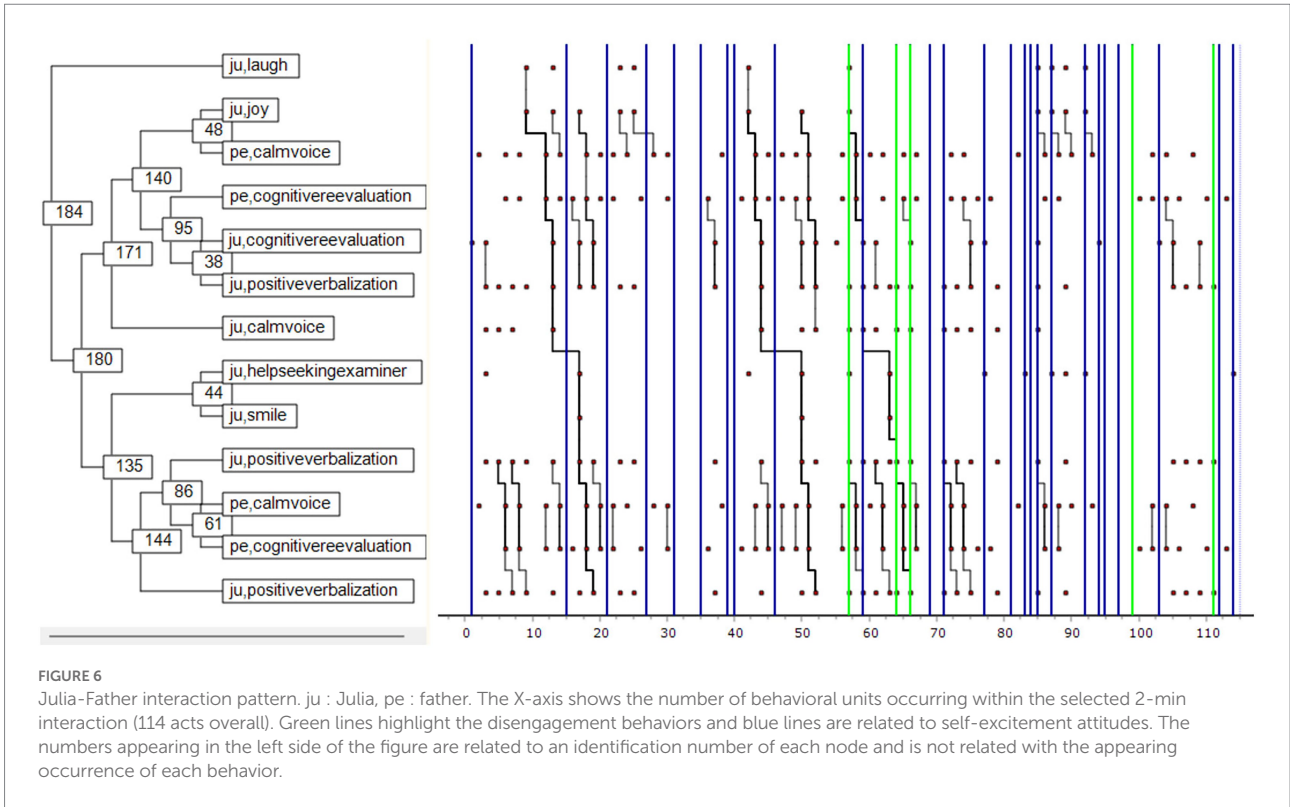 ju,laugh
ju,joy
48
pe,calmvoice
140
pe,cognitivereevaluation
184
95
ju,cognitivereevaluation
171
38
ju,positiveverbalization
ju,calmvoice
180
ju,helpseekingexaminer
44
ju,smile
ju,positiveverbalization
135
86
pe,calmvoice
61
144
pe,cognitivereevaluation
ju,positiveverbalization
0 10 20 30 40 50 60 70 80 90 100 110
FIGURE 6
Julia-Father interaction pattern. ju : Julia, pe : father. The X-axis shows the number of behavioral units occurring within the selected 2-min
interaction (114 acts overall). Green lines highlight the disengagement behaviors and blue lines are related to self-excitement attitudes. The
numbers appearing in the left side of the figure are related to an identification number of each node and is not related with the appearing
occurrence of each behavior.